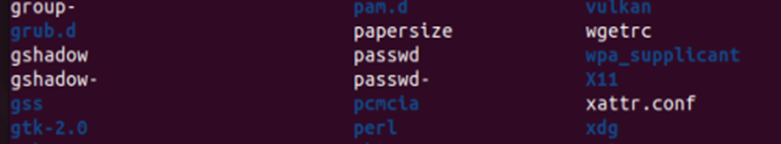 group- pam.d vulkan
grub.d papersize wgetrc
gshadow passwd wpa_supplicant
gshadow- passwd- X11
gss pcmcia xattr.conf
gtk-2.0 perl xdg